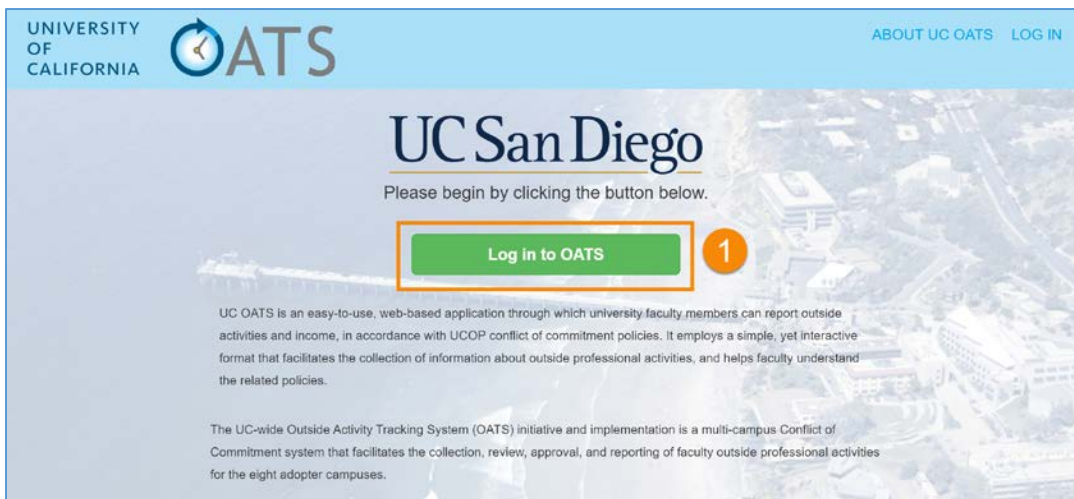 UNIVERSITY
OF
CALIFORNIA
OATS
ABOUT UC OATS LOG IN
UC San Diego
Please begin by clicking the button below.
Log in to OATS
1
UC OATS is an easy-to-use, web-based application through which university faculty members can report outside
activities and income, in accordance with UCOP conflict of commitment policies. It employs a simple, yet interactive
format that facilitates the collection of information about outside professional activities, and helps faculty understand
the related policies.
The UC-wide Outside Activity Tracking System (OATS) initiative and implementation is a multi-campus Conflict of
Commitment system that facilitates the collection, review, approval, and reporting of faculty outside professional activities
for the eight adopter campuses.